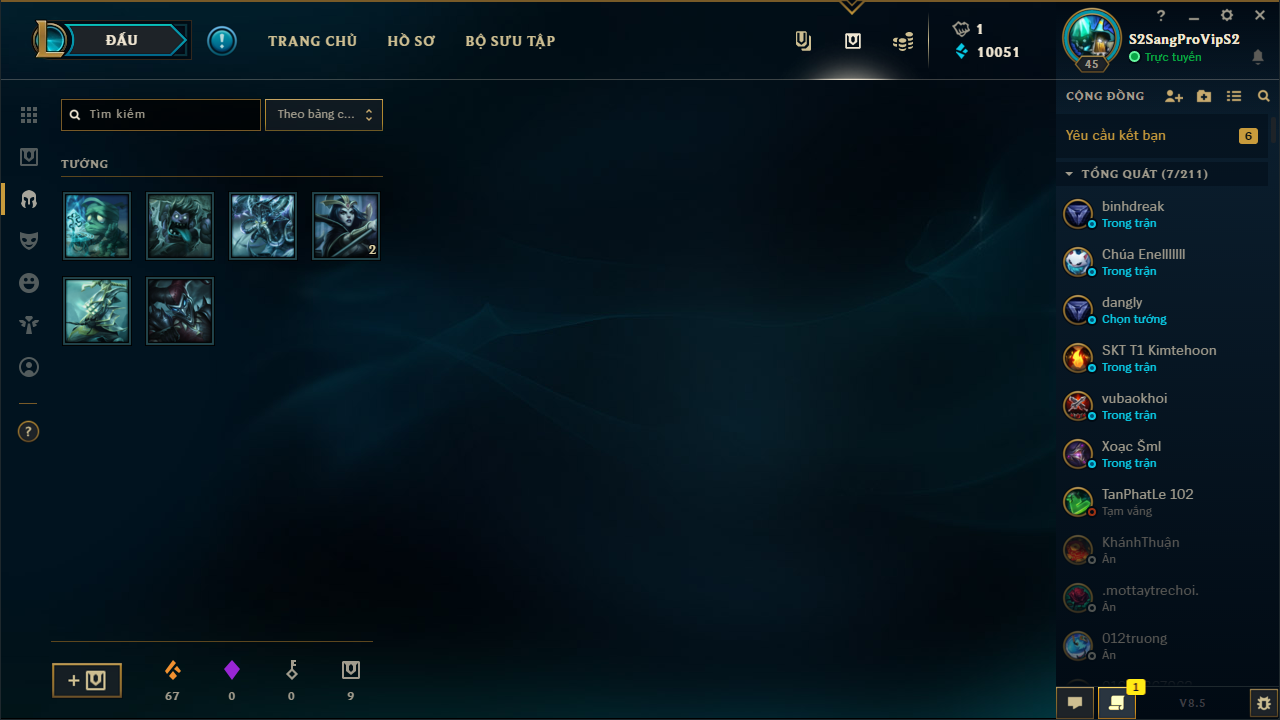 ĐẤU
TRANG CHỦ
HỒ SƠ
BỘ SƯU TẬP
1
10051
45
S2SangProVipS2
Trực tuyến
Tìm kiếm
Theo bảng c...
TƯỚNG
2
67
0
0
9
CỘNG ĐỒNG
Yêu cầu kết bạn
6
TỔNG QUÁT (7/211)
binhdreak
Trong trận
Chúa Enelllllll
Trong trận
dangly
Chọn tướng
SKT T1 Kimtehoon
Trong trận
vubaokhoi
Trong trận
Xoạc Šml
Trong trận
TanPhatLe 102
Tạm vắng
KhánhThuận
Ẩn
.mottaytrechoi.
Ẩn
012truong
Ẩn
1
V8.5